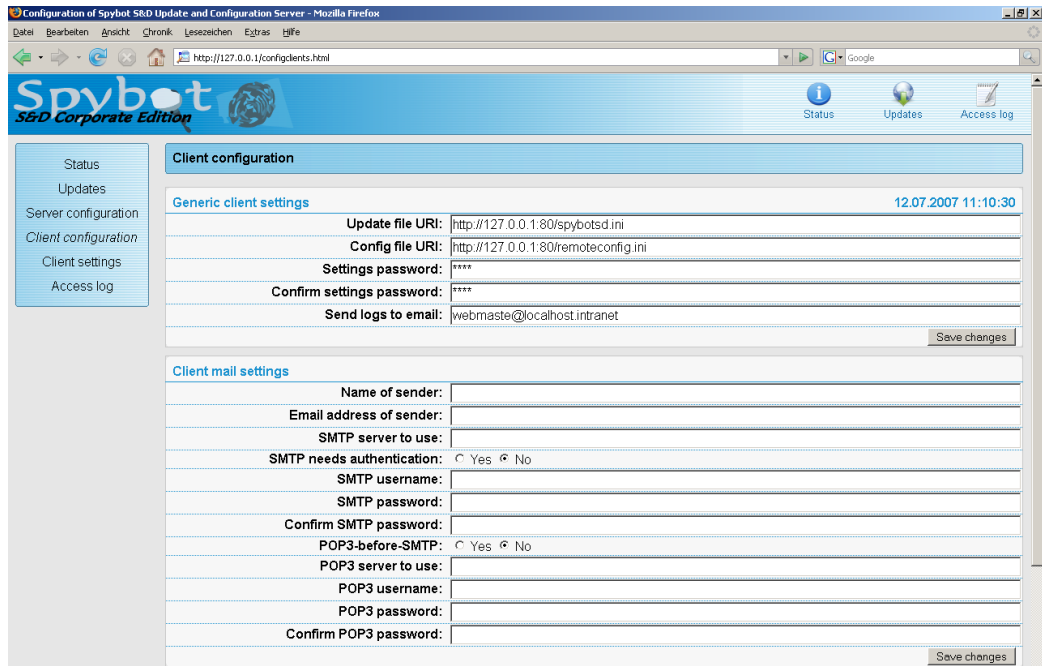 Configuration of Spybot S&D Update and Configuration Server - Mozilla Firefox
Datei Bearbeiten Ansicht Chronik Lesezeichen Extras Hilfe
http://127.0.0.1/configclients.html
G Google
Spybot
S&D Corporate Edition
Status Updates Access log
Status
Updates
Server configuration
Client configuration
Client settings
Access log
Client configuration
Generic client settings 12.07.2007 11:10:30
Update file URI: http://127.0.0.1:80/spybotsd.ini
Config file URI: http://127.0.0.1:80/remoteconfig.ini
Settings password: ****
Confirm settings password: ****
Send logs to email: webmaste@localhost.intranet
Save changes
Client mail settings
Name of sender:
Email address of sender:
SMTP server to use:
SMTP needs authentication: Yes No
SMTP username:
SMTP password:
Confirm SMTP password:
POP3-before-SMTP: Yes No
POP3 server to use:
POP3 username:
POP3 password:
Confirm POP3 password:
Save changes